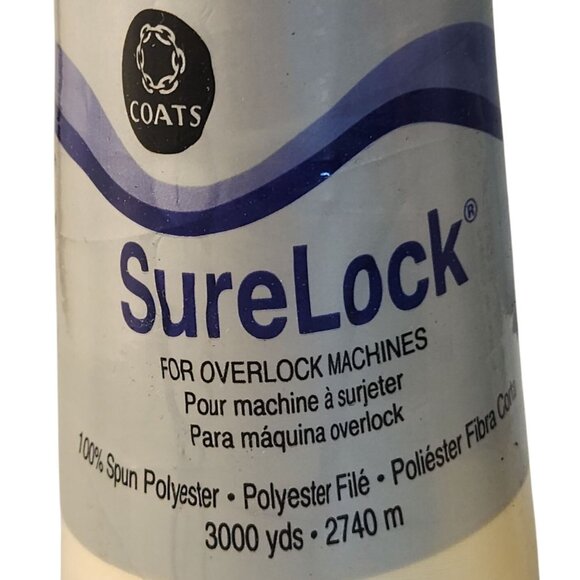 COATS
SureLock®
FOR OVERLOCK MACHINES
Pour machine à surjeter
Para máquina overlock
100% Spun Polyester • Polyester Filé • Poliéster Fibra Corta
3000 yds • 2740 m